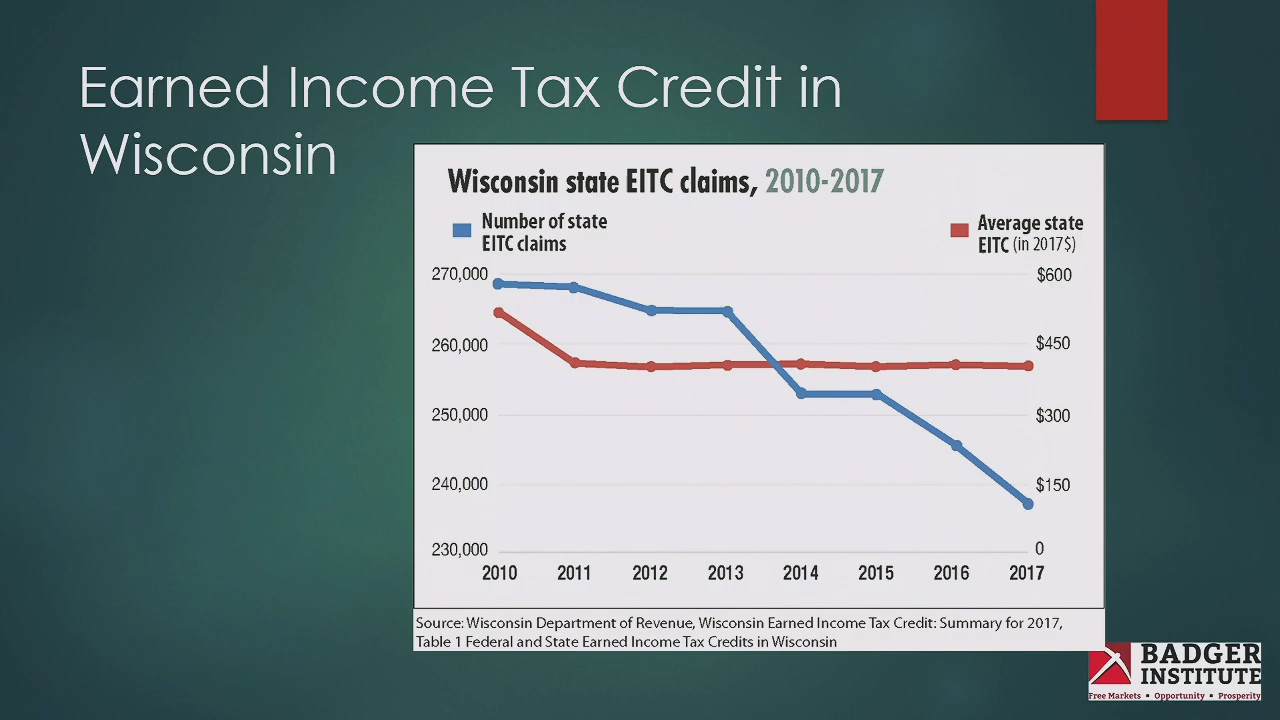 Earned Income Tax Credit in
Wisconsin
Wisconsin state EITC claims, 2010-2017
Number of state
EITC claims
Average state
EITC (in 2017$)
270,000
260,000
250,000
240,000
230,000
$600
$450
$300
$150
0
2010 2011 2012 2013 2014 2015 2016 2017
Source: Wisconsin Department of Revenue, Wisconsin Earned Income Tax Credit: Summary for 2017,
Table 1 Federal and State Earned Income Tax Credits in Wisconsin
BADGER
INSTITUTE
Free Markets ▪ Opportunity ▪ Prosperity